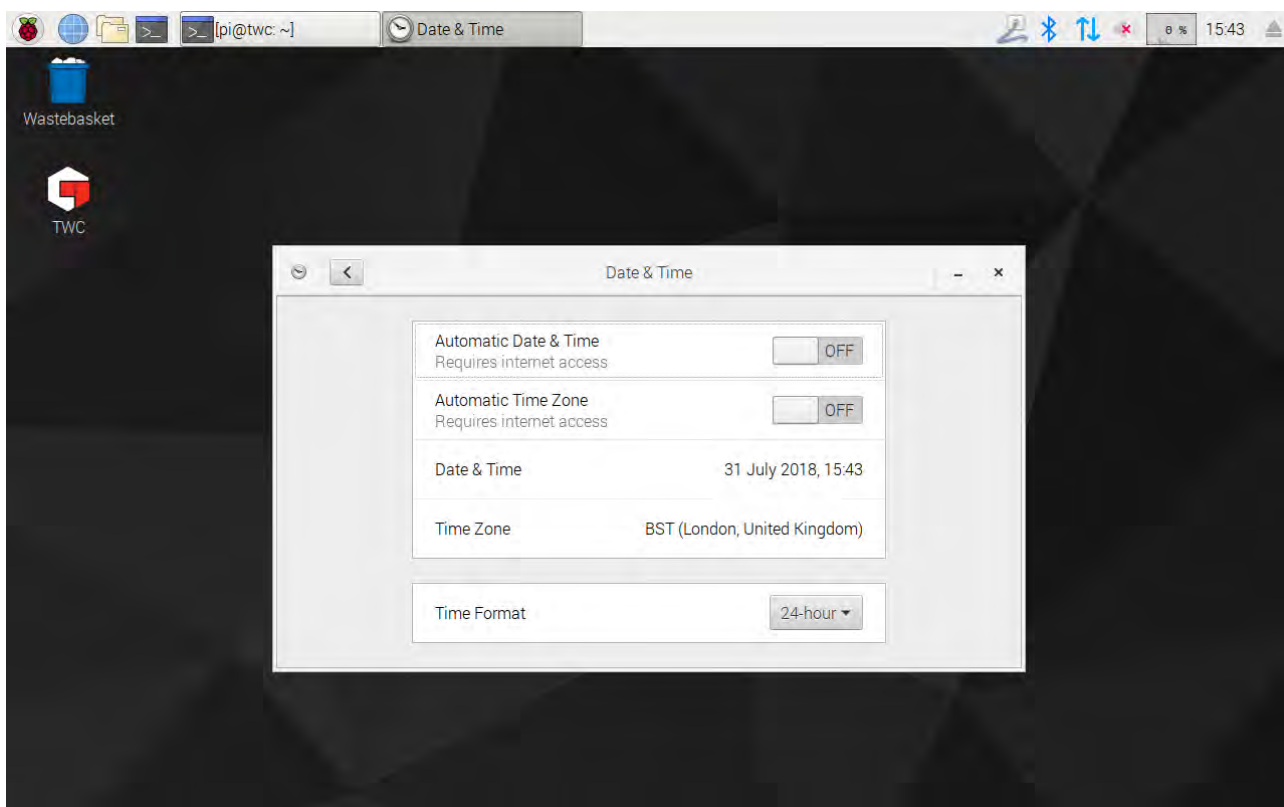 [pi@twc: ~]
Date & Time
0 %
15:43
Wastebasket
TWC
Date & Time
Automatic Date & Time
Requires internet access
OFF
Automatic Time Zone
Requires internet access
OFF
Date & Time
31 July 2018, 15:43
Time Zone
BST (London, United Kingdom)
Time Format
24-hour